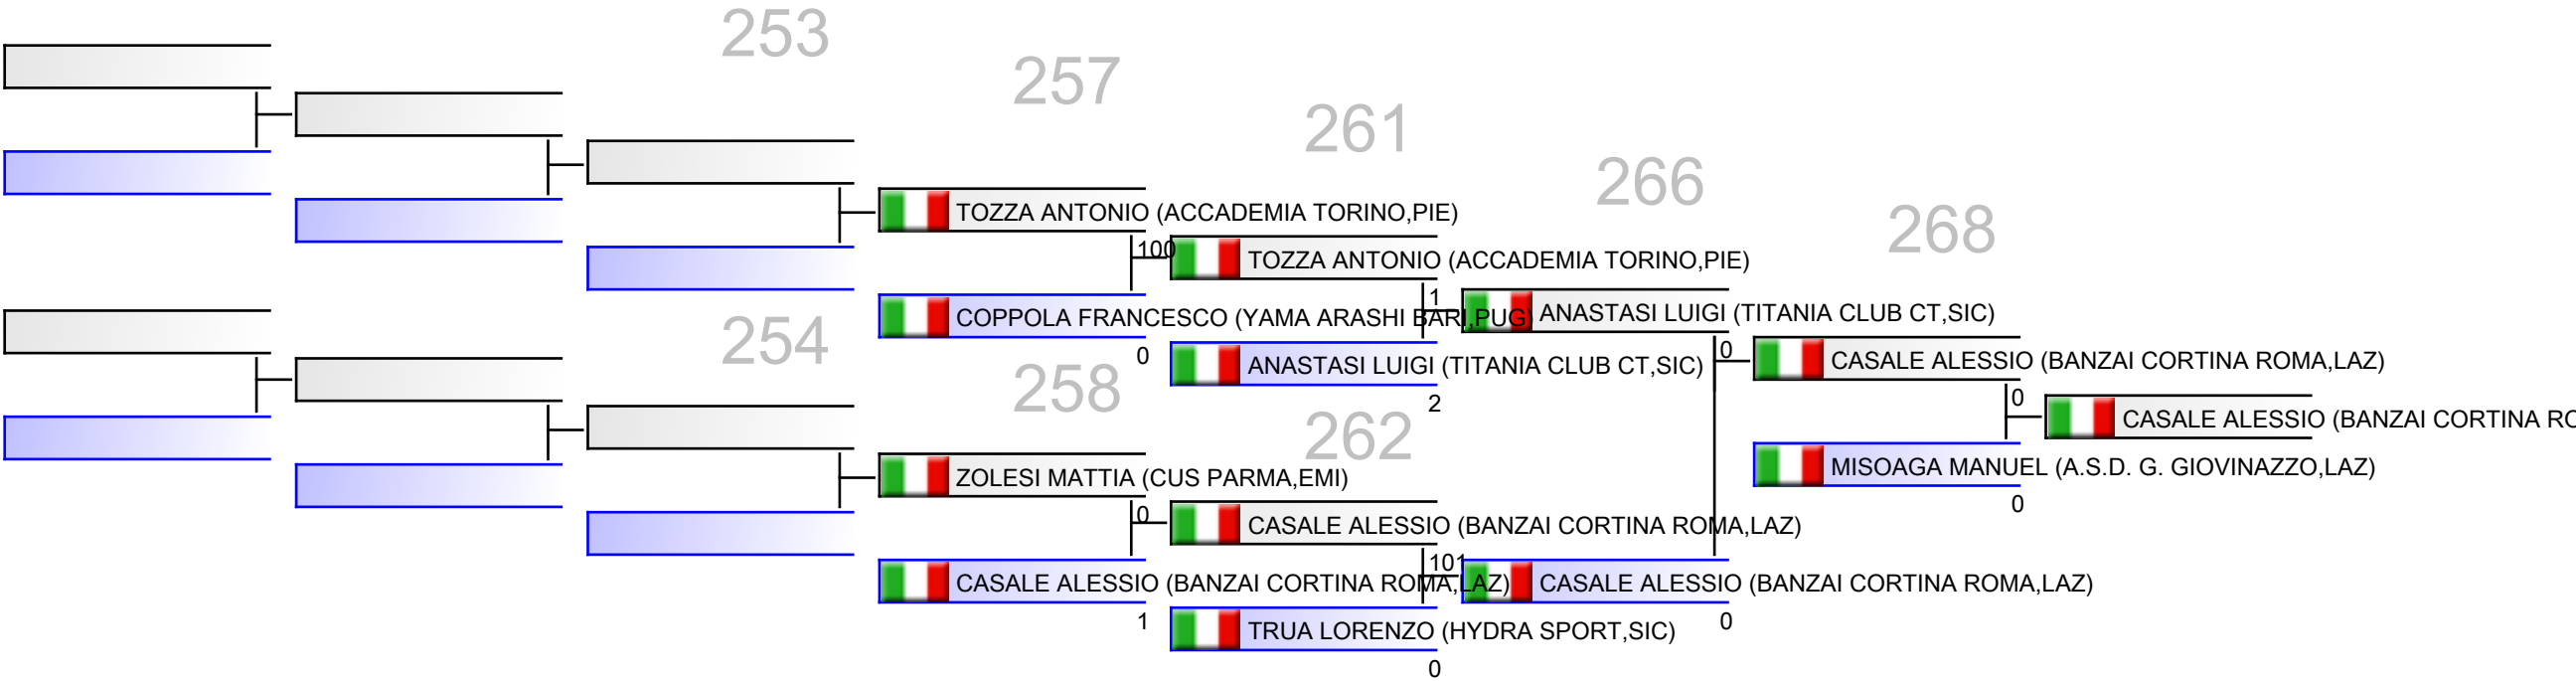 253
257
261
266
268
TOZZA ANTONIO (ACCADEMIA TORINO,PIE)
100
TOZZA ANTONIO (ACCADEMIA TORINO,PIE)
COPPOLA FRANCESCO (YAMA ARASHI BARI,PUG)
0
1
ANASTASI LUIGI (TITANIA CLUB CT,SIC)
ANASTASI LUIGI (TITANIA CLUB CT,SIC)
2
0
CASALE ALESSIO (BANZAI CORTINA ROMA,LAZ)
0
CASALE ALESSIO (BANZAI CORTINA RO
MISOAGA MANUEL (A.S.D. G. GIOVINAZZO,LAZ)
0
254
258
262
ZOLESI MATTIA (CUS PARMA,EMI)
0
CASALE ALESSIO (BANZAI CORTINA ROMA,LAZ)
CASALE ALESSIO (BANZAI CORTINA ROMA,LAZ)
1
101
CASALE ALESSIO (BANZAI CORTINA ROMA,LAZ)
0
TRUA LORENZO (HYDRA SPORT,SIC)
0